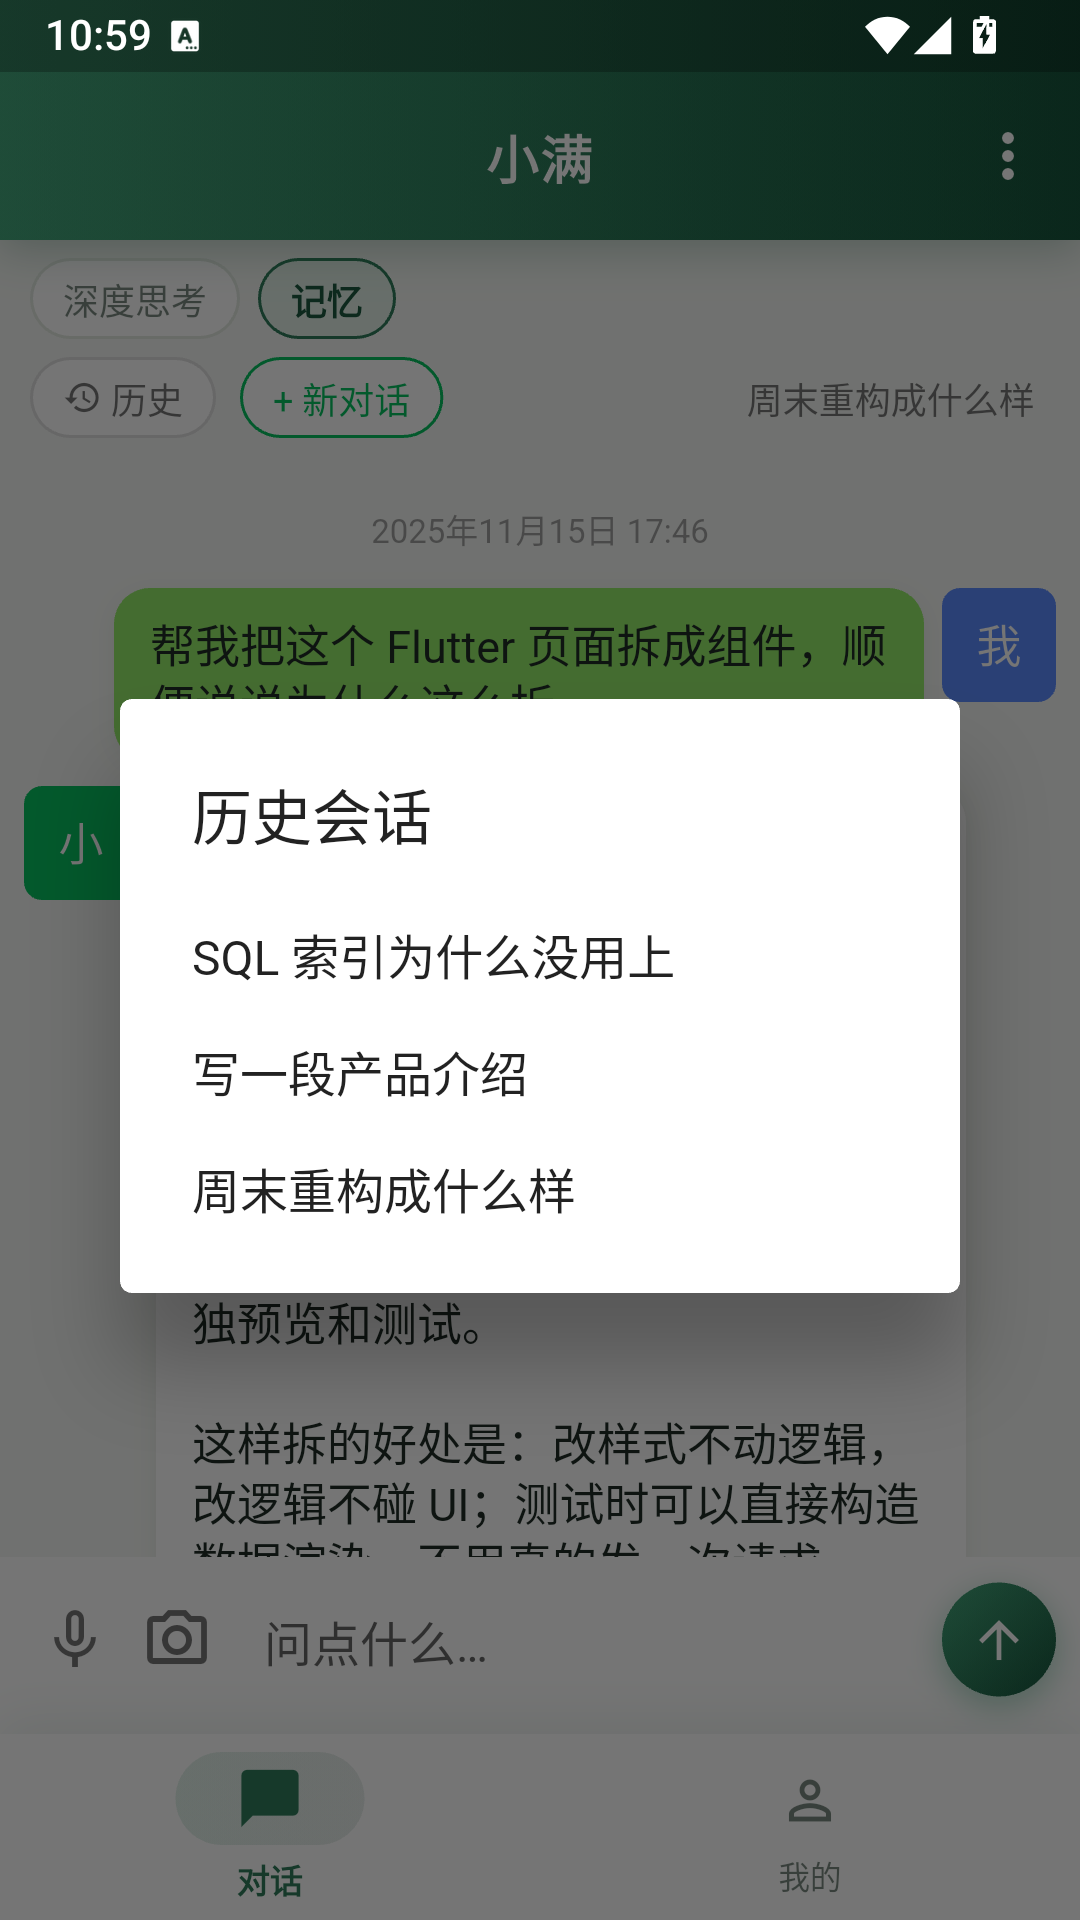 10:59
小满
深度思考
记忆
历史
+ 新对话
周末重构成什么样
2025年11月15日 17:46
帮我把这个 Flutter 页面拆成组件，顺
我
小
历史会话
SQL 索引为什么没用上
写一段产品介绍
周末重构成什么样
独预览和测试。
这样拆的好处是：改样式不动逻辑，
改逻辑不碰 UI；测试时可以直接构造
问点什么…
对话
我的